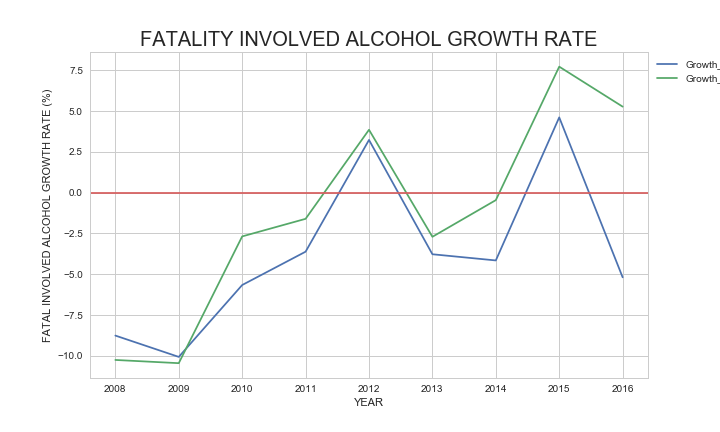 FATALITY INVOLVED ALCOHOL GROWTH RATE
Growth_
Growth_
FATAL INVOLVED ALCOHOL GROWTH RATE (%)
7.5
5.0
2.5
0.0
−2.5
−5.0
−7.5
−10.0
2008 2009 2010 2011 2012 2013 2014 2015 2016
YEAR